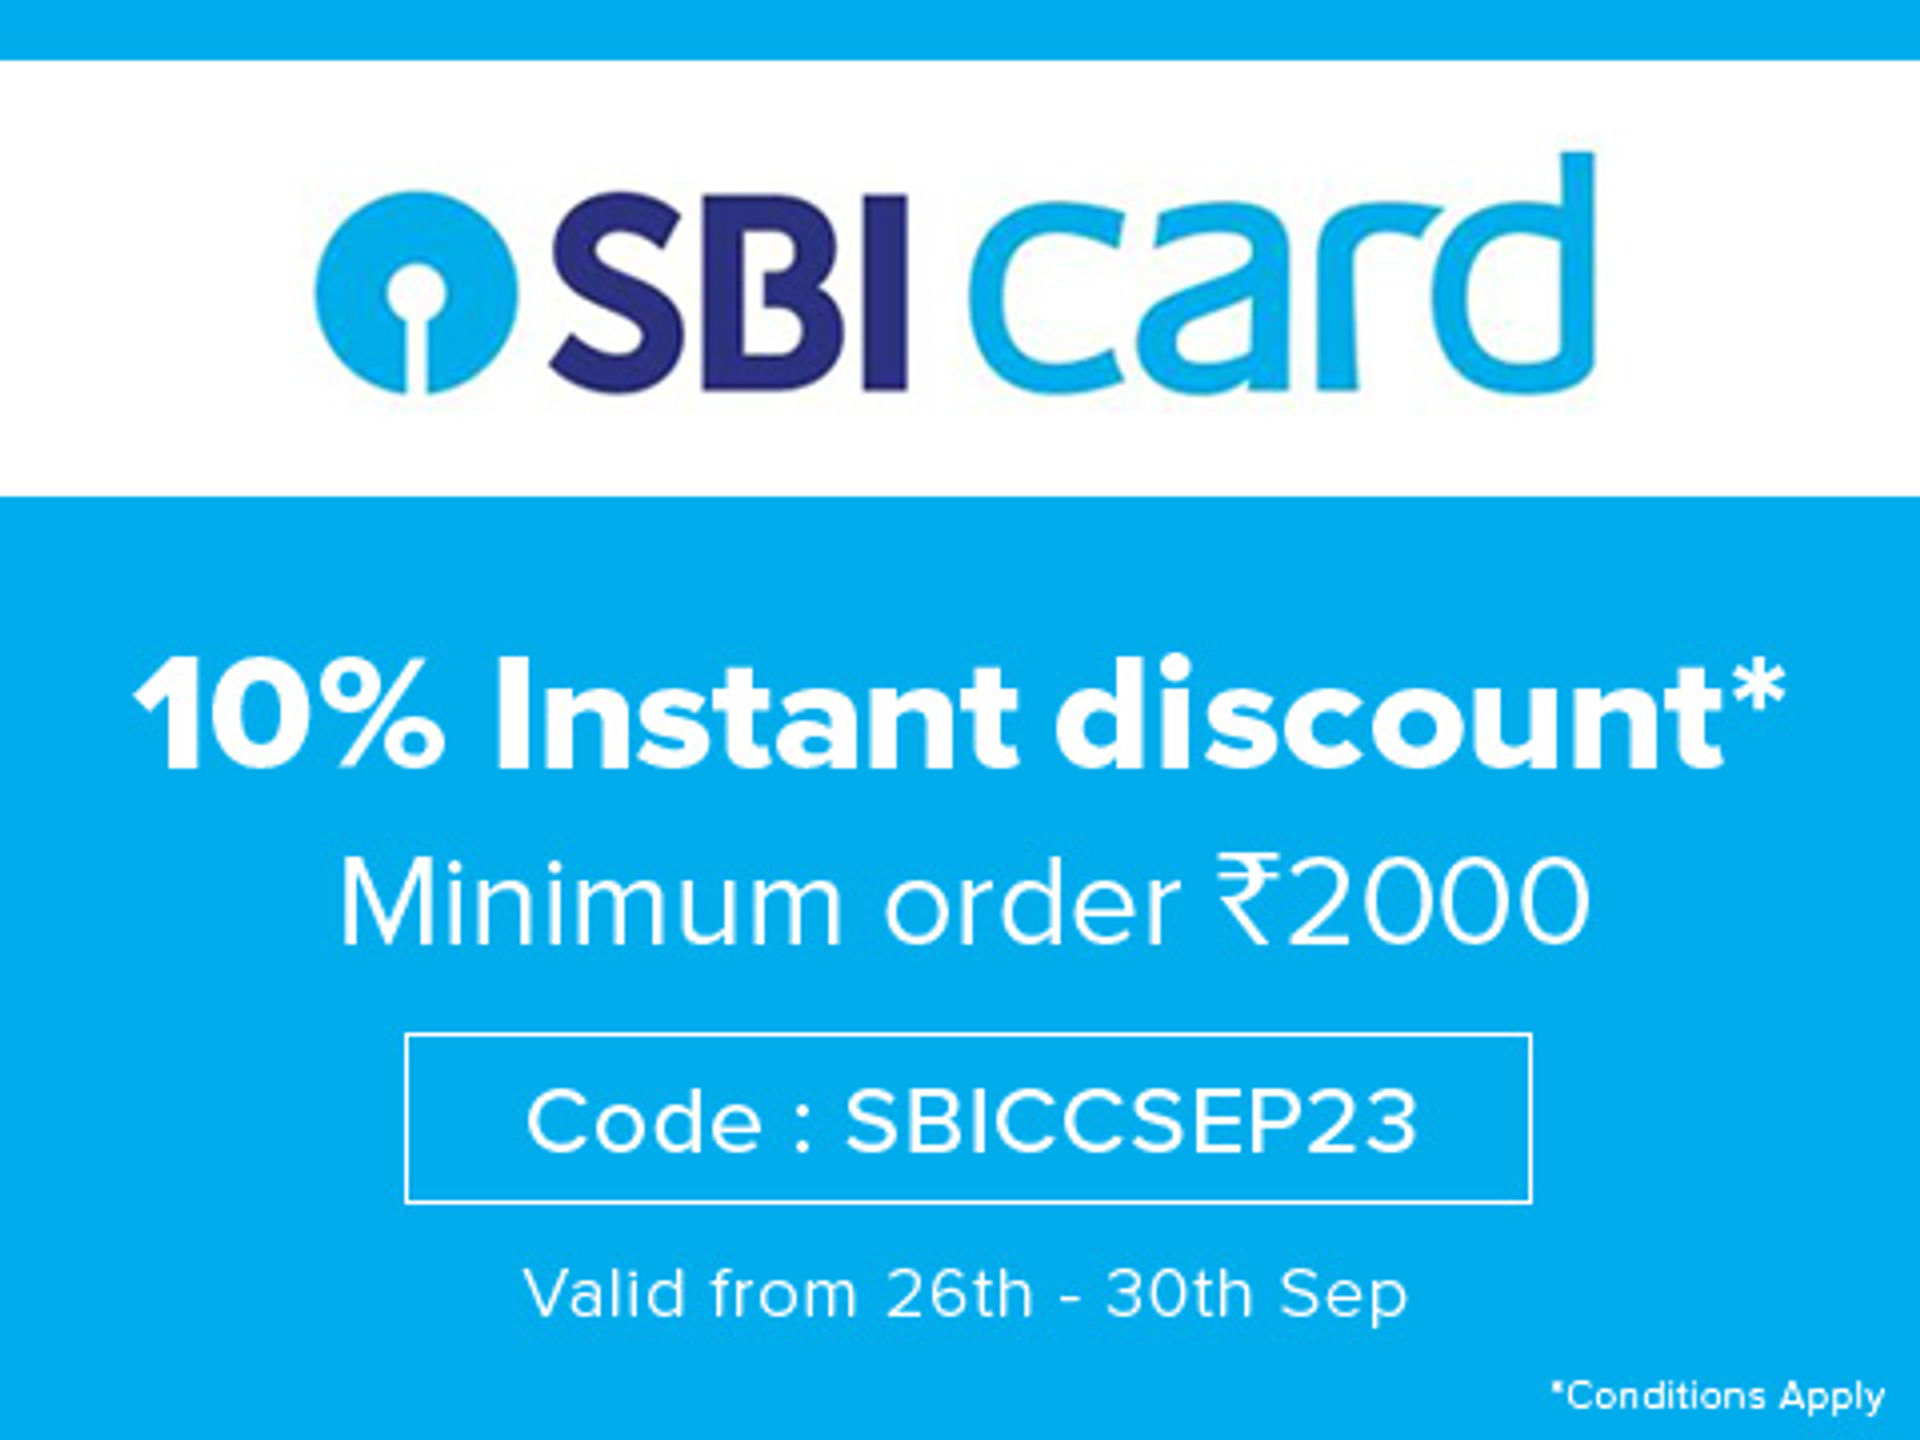 SBI card
10% Instant discount*
Minimum order ₹2000
Code : SBICCSEP23
Valid from 26th - 30th Sep
*Conditions Apply